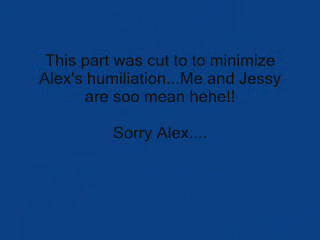 This part was cut to to minimize
Alex's humiliation...Me and Jessy
are soo mean hehe!!
Sorry Alex....